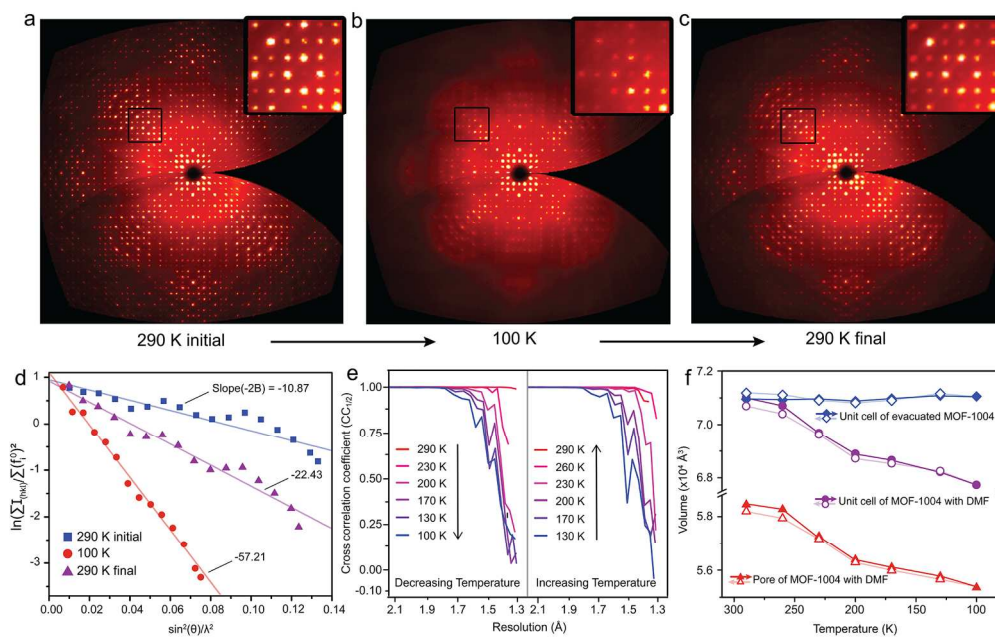 a
b
c
290 K initial
100 K
290 K final
d
ln(∑I(hkl)/∑(fᵢ⁰)²
1
0
-1
-2
-3
Slope(-2B) = -10.87
-22.43
-57.21
290 K initial
100 K
290 K final
0.00 0.02 0.04 0.06 0.08 0.10 0.12 0.14
sin²(θ)/λ²
e
Cross correlation coefficient (CC1/2)
1.00
0.75
0.50
0.25
0.00
-0.10
290 K
230 K
200 K
170 K
130 K
100 K
Decreasing Temperature
290 K
260 K
230 K
200 K
170 K
130 K
Increasing Temperature
2.1 1.9 1.7 1.5 1.3 2.1 1.9 1.7 1.5 1.3
Resolution (Å)
f
Volume (x10⁴ Å³)
7.2
7.0
6.8
5.8
5.6
Unit cell of evacuated MOF-1004
Unit cell of MOF-1004 with DMF
Pore of MOF-1004 with DMF
300 250 200 150 100
Temperature (K)